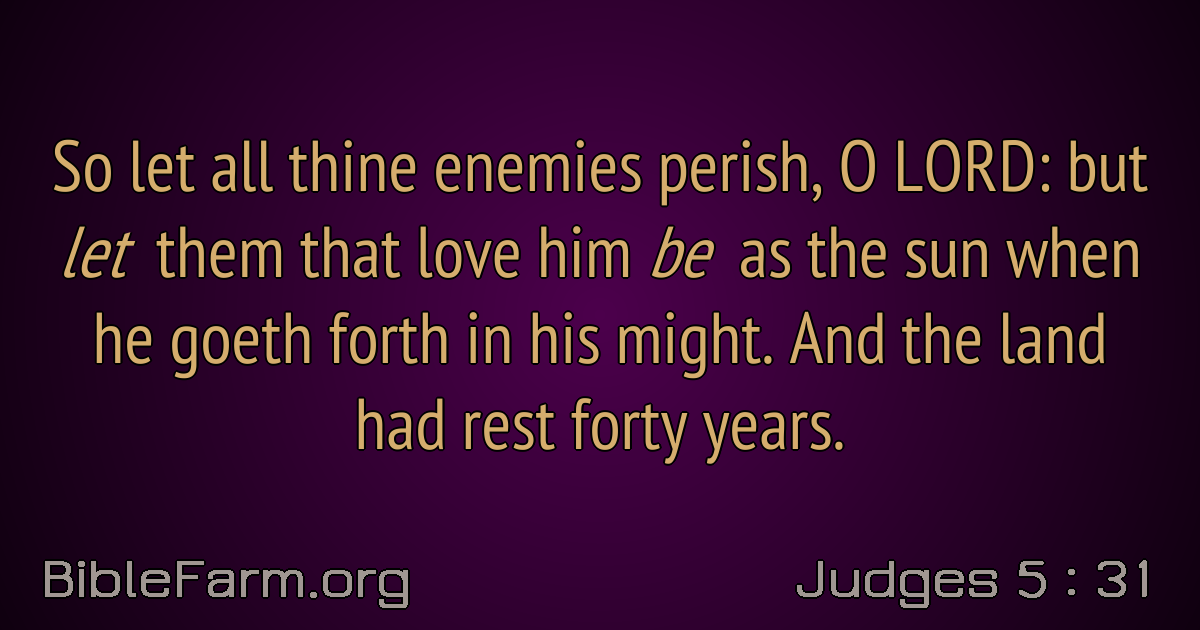 So let all thine enemies perish, O LORD: but
let them that love him be as the sun when
he goeth forth in his might. And the land
had rest forty years.
BibleFarm.org
Judges 5 : 31